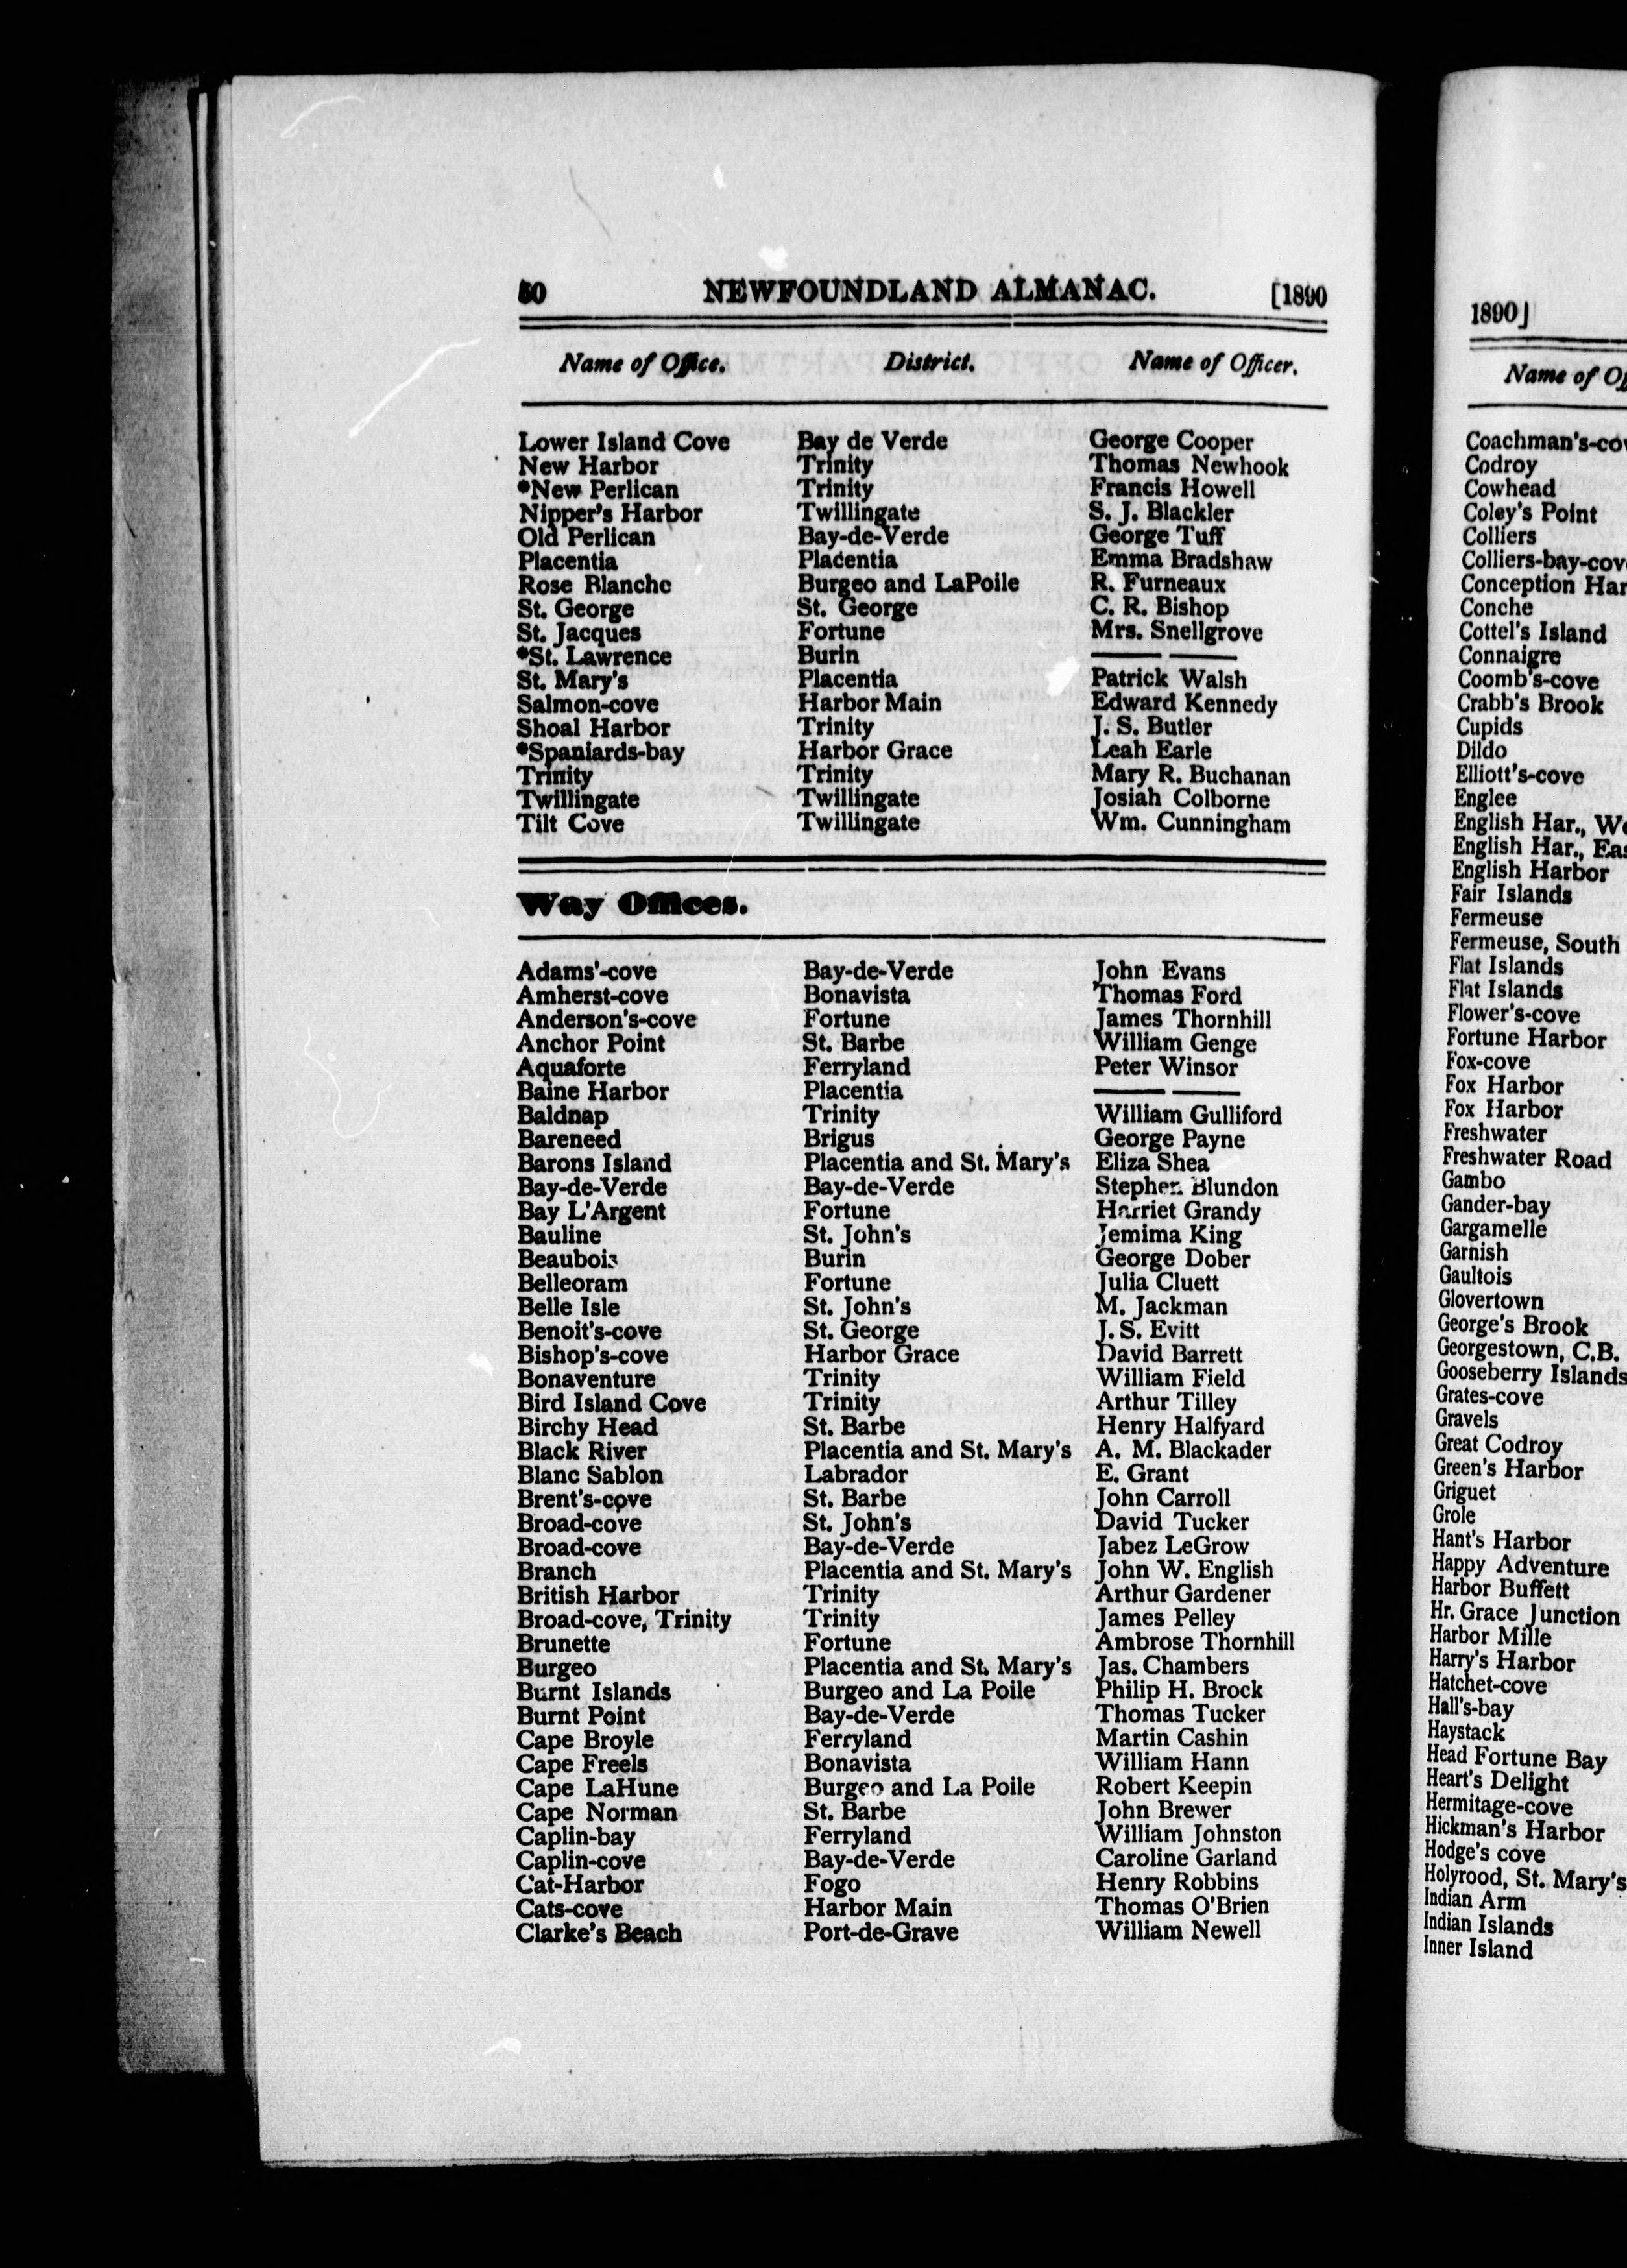 50 NEWFOUNDLAND ALMANAC. [1890
Name of Office. District. Name of Officer.
Lower Island Cove Bay de Verde George Cooper
New Harbor Trinity Thomas Newhook
*New Perlican Trinity Francis Howell
Nipper's Harbor Twillingate S. J. Blackler
Old Perlican Bay-de-Verde George Tuff
Placentia Placentia Emma Bradshaw
Rose Blanche Burgeo and LaPoile R. Furneaux
St. George St. George C. R. Bishop
St. Jacques Fortune Mrs. Snellgrove
*St. Lawrence Burin —— ——
St. Mary's Placentia Patrick Walsh
Salmon-cove Harbor Main Edward Kennedy
Shoal Harbor Trinity J. S. Butler
*Spaniards-bay Harbor Grace Leah Earle
Trinity Trinity Mary R. Buchanan
Twillingate Twillingate Josiah Colborne
Tilt Cove Twillingate Wm. Cunningham
Way Offices.
Adams'-cove Bay-de-Verde John Evans
Amherst-cove Bonavista Thomas Ford
Anderson's-cove Fortune James Thornhill
Anchor Point St. Barbe William Genge
Aquaforte Ferryland Peter Winsor
Baine Harbor Placentia —— ——
Baldnap Trinity William Gulliford
Bareneed Brigus George Payne
Barons Island Placentia and St. Mary's Eliza Shea
Bay-de-Verde Bay-de-Verde Stephen Blundon
Bay L'Argent Fortune Harriet Grandy
Bauline St. John's Jemima King
Beaubois Burin George Dober
Belleoram Fortune Julia Cluett
Belle Isle St. John's M. Jackman
Benoit's-cove St. George J. S. Evitt
Bishop's-cove Harbor Grace David Barrett
Bonaventure Trinity William Field
Bird Island Cove Trinity Arthur Tilley
Birchy Head St. Barbe Henry Halfyard
Black River Placentia and St. Mary's A. M. Blackader
Blanc Sablon Labrador E. Grant
Brent's-cove St. Barbe John Carroll
Broad-cove St. John's David Tucker
Broad-cove Bay-de-Verde Jabez LeGrow
Branch Placentia and St. Mary's John W. English
British Harbor Trinity Arthur Gardener
Broad-cove, Trinity Trinity James Pelley
Brunette Fortune Ambrose Thornhill
Burgeo Placentia and St. Mary's Jas. Chambers
Burnt Islands Burgeo and La Poile Philip H. Brock
Burnt Point Bay-de-Verde Thomas Tucker
Cape Broyle Ferryland Martin Cashin
Cape Freels Bonavista William Hann
Cape LaHune Burgeo and La Poile Robert Keepin
Cape Norman St. Barbe John Brewer
Caplin-bay Ferryland William Johnston
Caplin-cove Bay-de-Verde Caroline Garland
Cat-Harbor Fogo Henry Robbins
Cats-cove Harbor Main Thomas O'Brien
Clarke's Beach Port-de-Grave William Newell
1890]
Name of
Coachman's-cov
Codroy
Cowhead
Coley's Point
Colliers
Colliers-bay-cov
Conception Har
Conche
Cottel's Island
Connaigre
Coomb's-cove
Crabb's Brook
Cupids
Dildo
Elliott's-cove
Englee
English Har., We
English Har., Eas
English Harbor
Fair Islands
Fermeuse
Fermeuse, South
Flat Islands
Flat Islands
Flower's-cove
Fortune Harbor
Fox-cove
Fox Harbor
Fox Harbor
Freshwater
Freshwater Road
Gambo
Gander-bay
Gargamelle
Garnish
Gaultois
Glovertown
George's Brook
Georgestown, C.B.
Gooseberry Islands
Grates-cove
Gravels
Great Codroy
Green's Harbor
Griguet
Grole
Hant's Harbor
Happy Adventure
Harbor Buffett
Hr. Grace Junction
Harbor Mille
Harry's Harbor
Hatchet-cove
Hall's-bay
Haystack
Head Fortune Bay
Heart's Delight
Hermitage-cove
Hickman's Harbor
Hodge's cove
Holyrood, St. Mary's
Indian Arm
Indian Islands
Inner Island